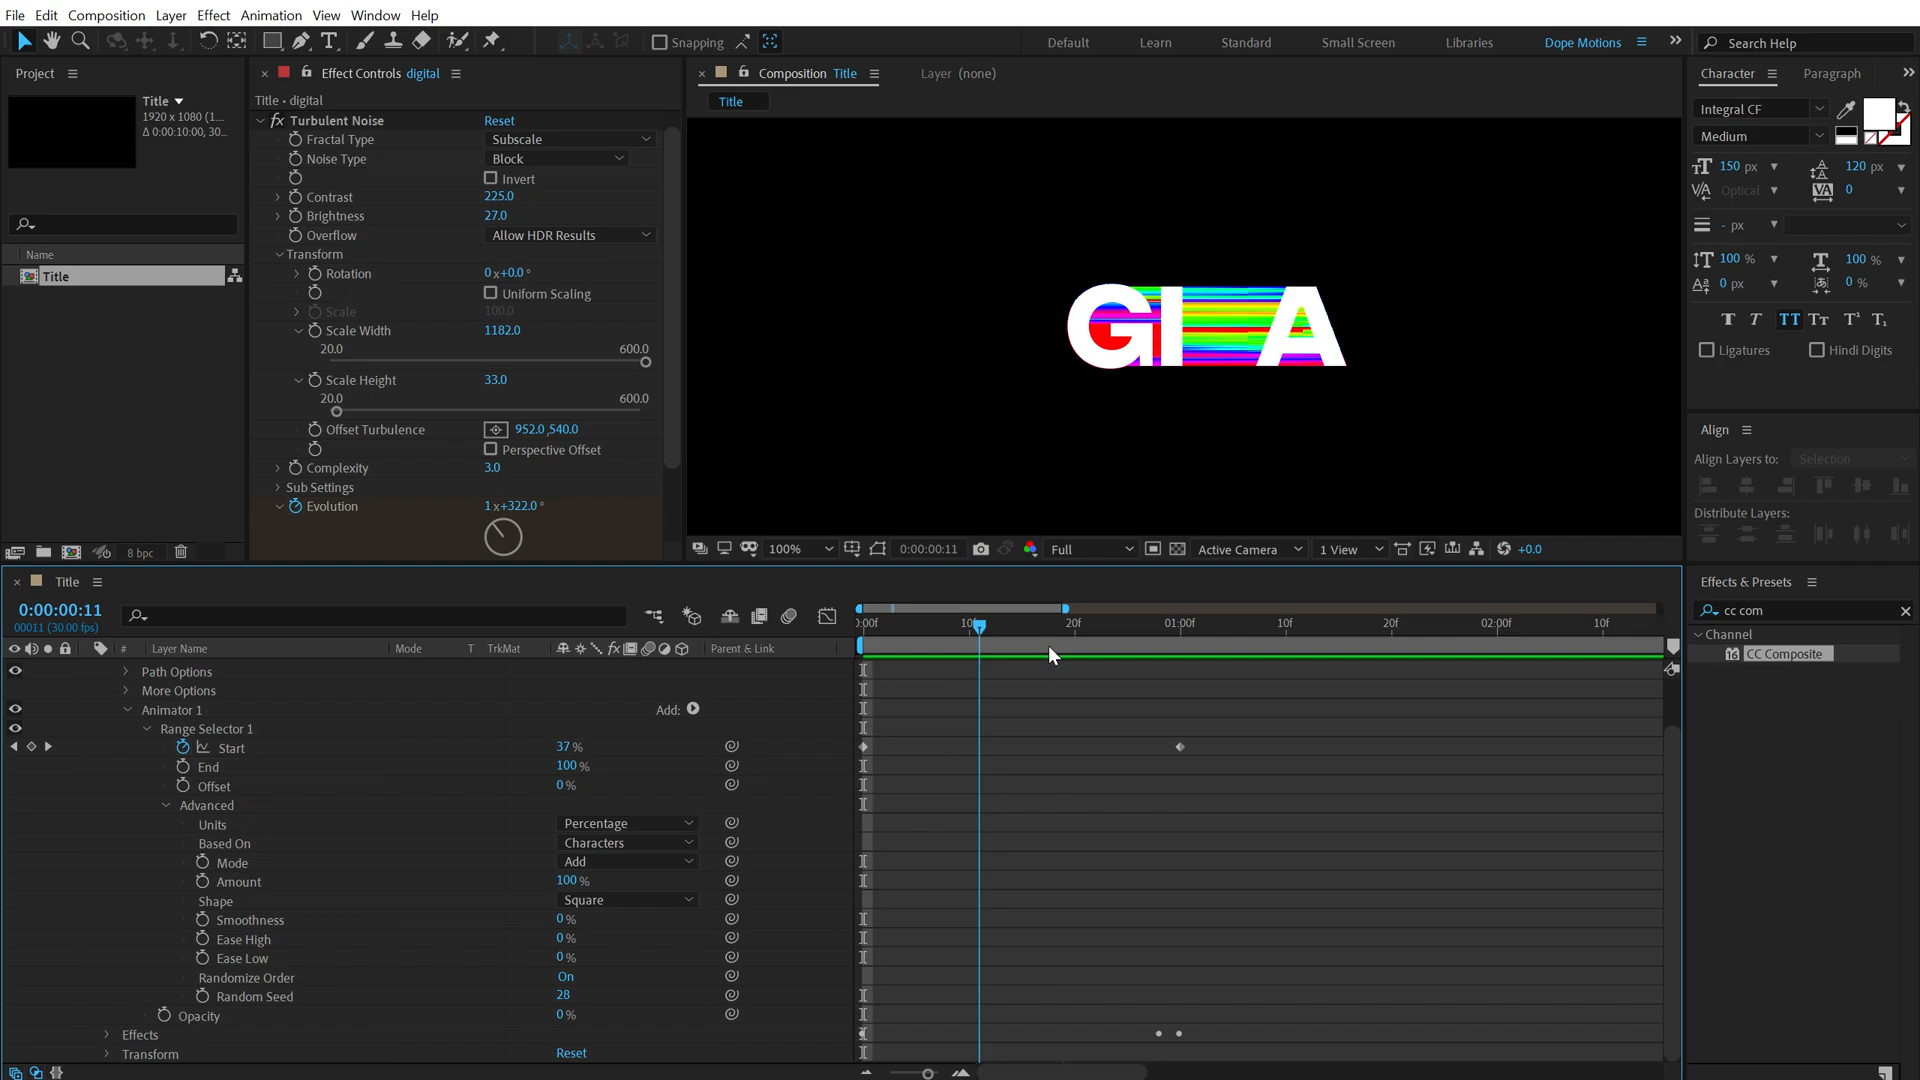 File Edit Composition Layer Effect Animation View Window Help
Snapping
Default Learn Standard Small Screen Libraries Dope Motions Search Help
Project
Title
1920 x 1080 (1...
Δ 0:00:10:00, 30...
Name
Title
8 bpc
Effect Controls digital
Title • digital
fx Turbulent Noise Reset
Fractal Type Subscale
Noise Type Block
Invert
Contrast 225.0
Brightness 27.0
Overflow Allow HDR Results
Transform
Rotation 0 x+0.0 °
Uniform Scaling
Scale 100.0
Scale Width 1182.0
20.0 600.0
Scale Height 33.0
20.0 600.0
Offset Turbulence 952.0 ,540.0
Perspective Offset
Complexity 3.0
Sub Settings
Evolution 1 x+322.0 °
Composition Title Layer (none)
Title
GI A
100% 0:00:00:11 Full Active Camera 1 View +0.0
Character Paragraph
Integral CF
Medium
150 px 120 px
Optical 0
- px
100 % 100 %
0 px 0 %
T T TT Tт T¹ T₁
Ligatures Hindi Digits
Align
Align Layers to: Selection
Distribute Layers:
Effects & Presets
cc com
Channel
CC Composite
Title
0:00:00:11
00011 (30.00 fps)
:00f 10f 20f 01:00f 10f 20f 02:00f 10f
# Layer Name Mode T TrkMat fx Parent & Link
Path Options
More Options
Animator 1 Add:
Range Selector 1
Start 37 %
End 100 %
Offset 0 %
Advanced
Units Percentage
Based On Characters
Mode Add
Amount 100 %
Shape Square
Smoothness 0 %
Ease High 0 %
Ease Low 0 %
Randomize Order On
Random Seed 28
Opacity 0 %
Effects
Transform Reset